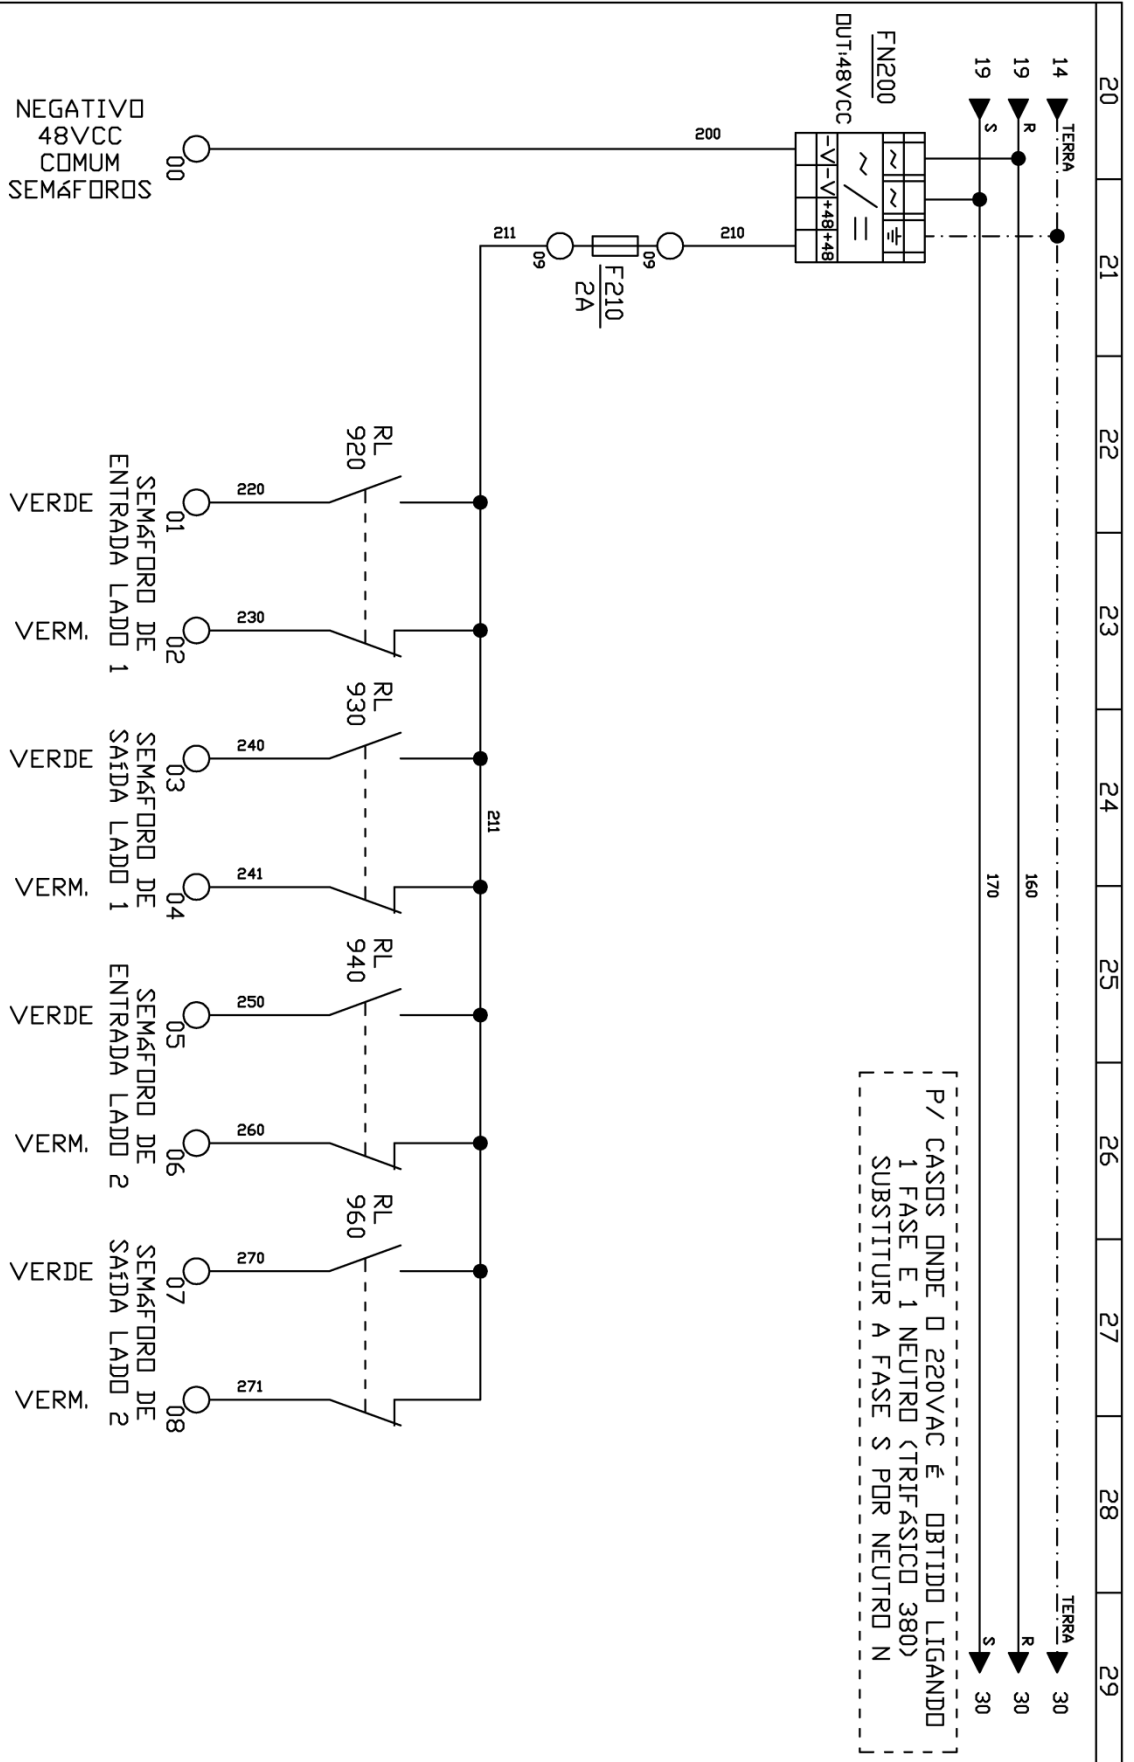 20
21
22
23
24
25
26
27
28
29
14
TERRA
TERRA
30
19
R
160
R
30
19
S
170
S
30
FN200
OUT:48VCC
~
~
~/=
-V
-V
+48
+48
P/ CASOS ONDE O 220VAC É OBTIDO LIGANDO
1 FASE E 1 NEUTRO (TRIFÁSICO 380)
SUBSTITUIR A FASE S POR NEUTRO N
200
210
09
F210
2A
09
211
211
RL
920
RL
930
RL
940
RL
960
220
230
240
241
250
260
270
271
00
01
02
03
04
05
06
07
08
NEGATIVO
48VCC
COMUM
SEMÁFOROS
SEMÁFORO DE
ENTRADA LADO 1
VERDE
VERM.
SEMÁFORO DE
SAÍDA LADO 1
VERDE
VERM.
SEMÁFORO DE
ENTRADA LADO 2
VERDE
VERM.
SEMÁFORO DE
SAÍDA LADO 2
VERDE
VERM.